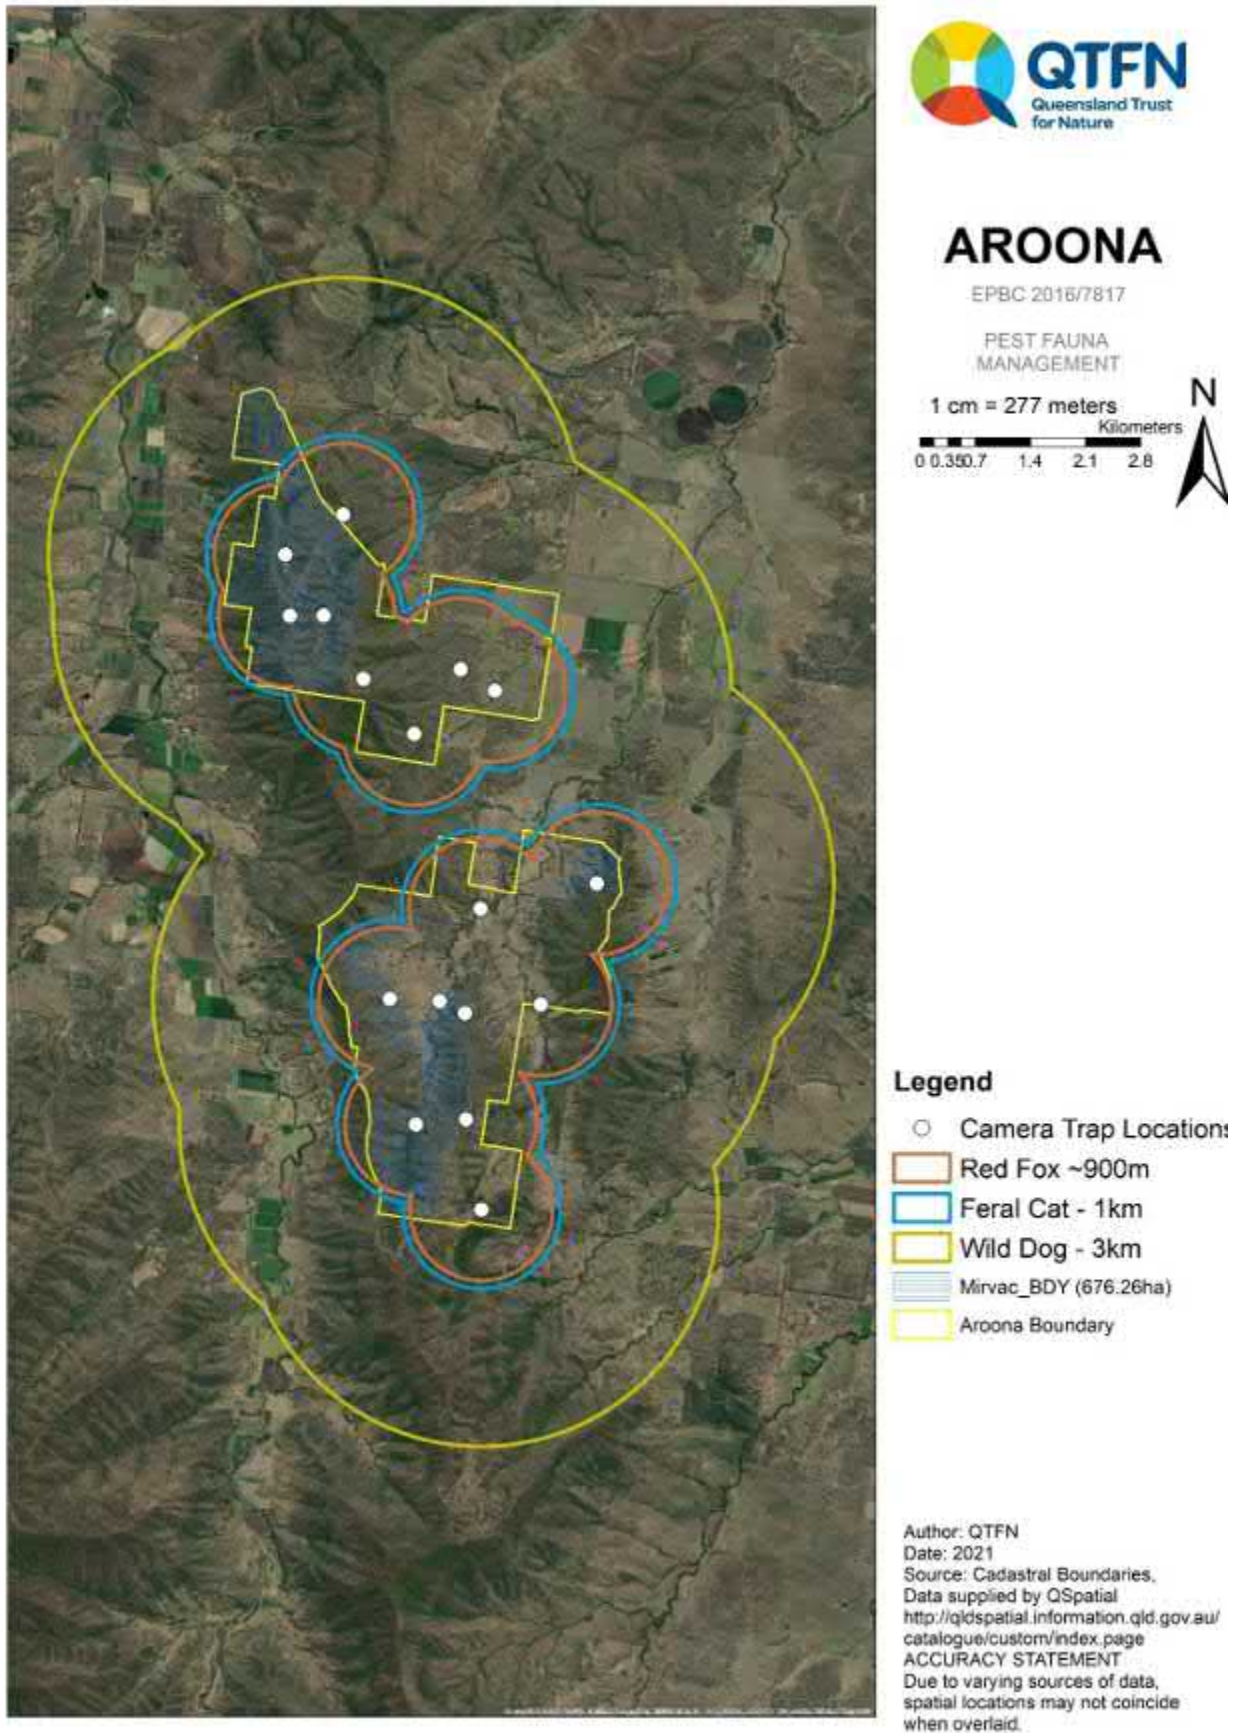 QTFN
Queensland Trust
for Nature
AROONA
EPBC 2016/7817
PEST FAUNA
MANAGEMENT
N
1 cm = 277 meters
Kilometers
0 0.35 0.7 1.4 2.1 2.8
Legend
Camera Trap Locations
Red Fox ~900m
Feral Cat - 1km
Wild Dog - 3km
Mirvac_BDY (676.26ha)
Aroona Boundary
Author: QTFN
Date: 2021
Source: Cadastral Boundaries,
Data supplied by QSpatial
http://qldspatial.information.qld.gov.au/
catalogue/custom/index.page
ACCURACY STATEMENT
Due to varying sources of data,
spatial locations may not coincide
when overlaid.